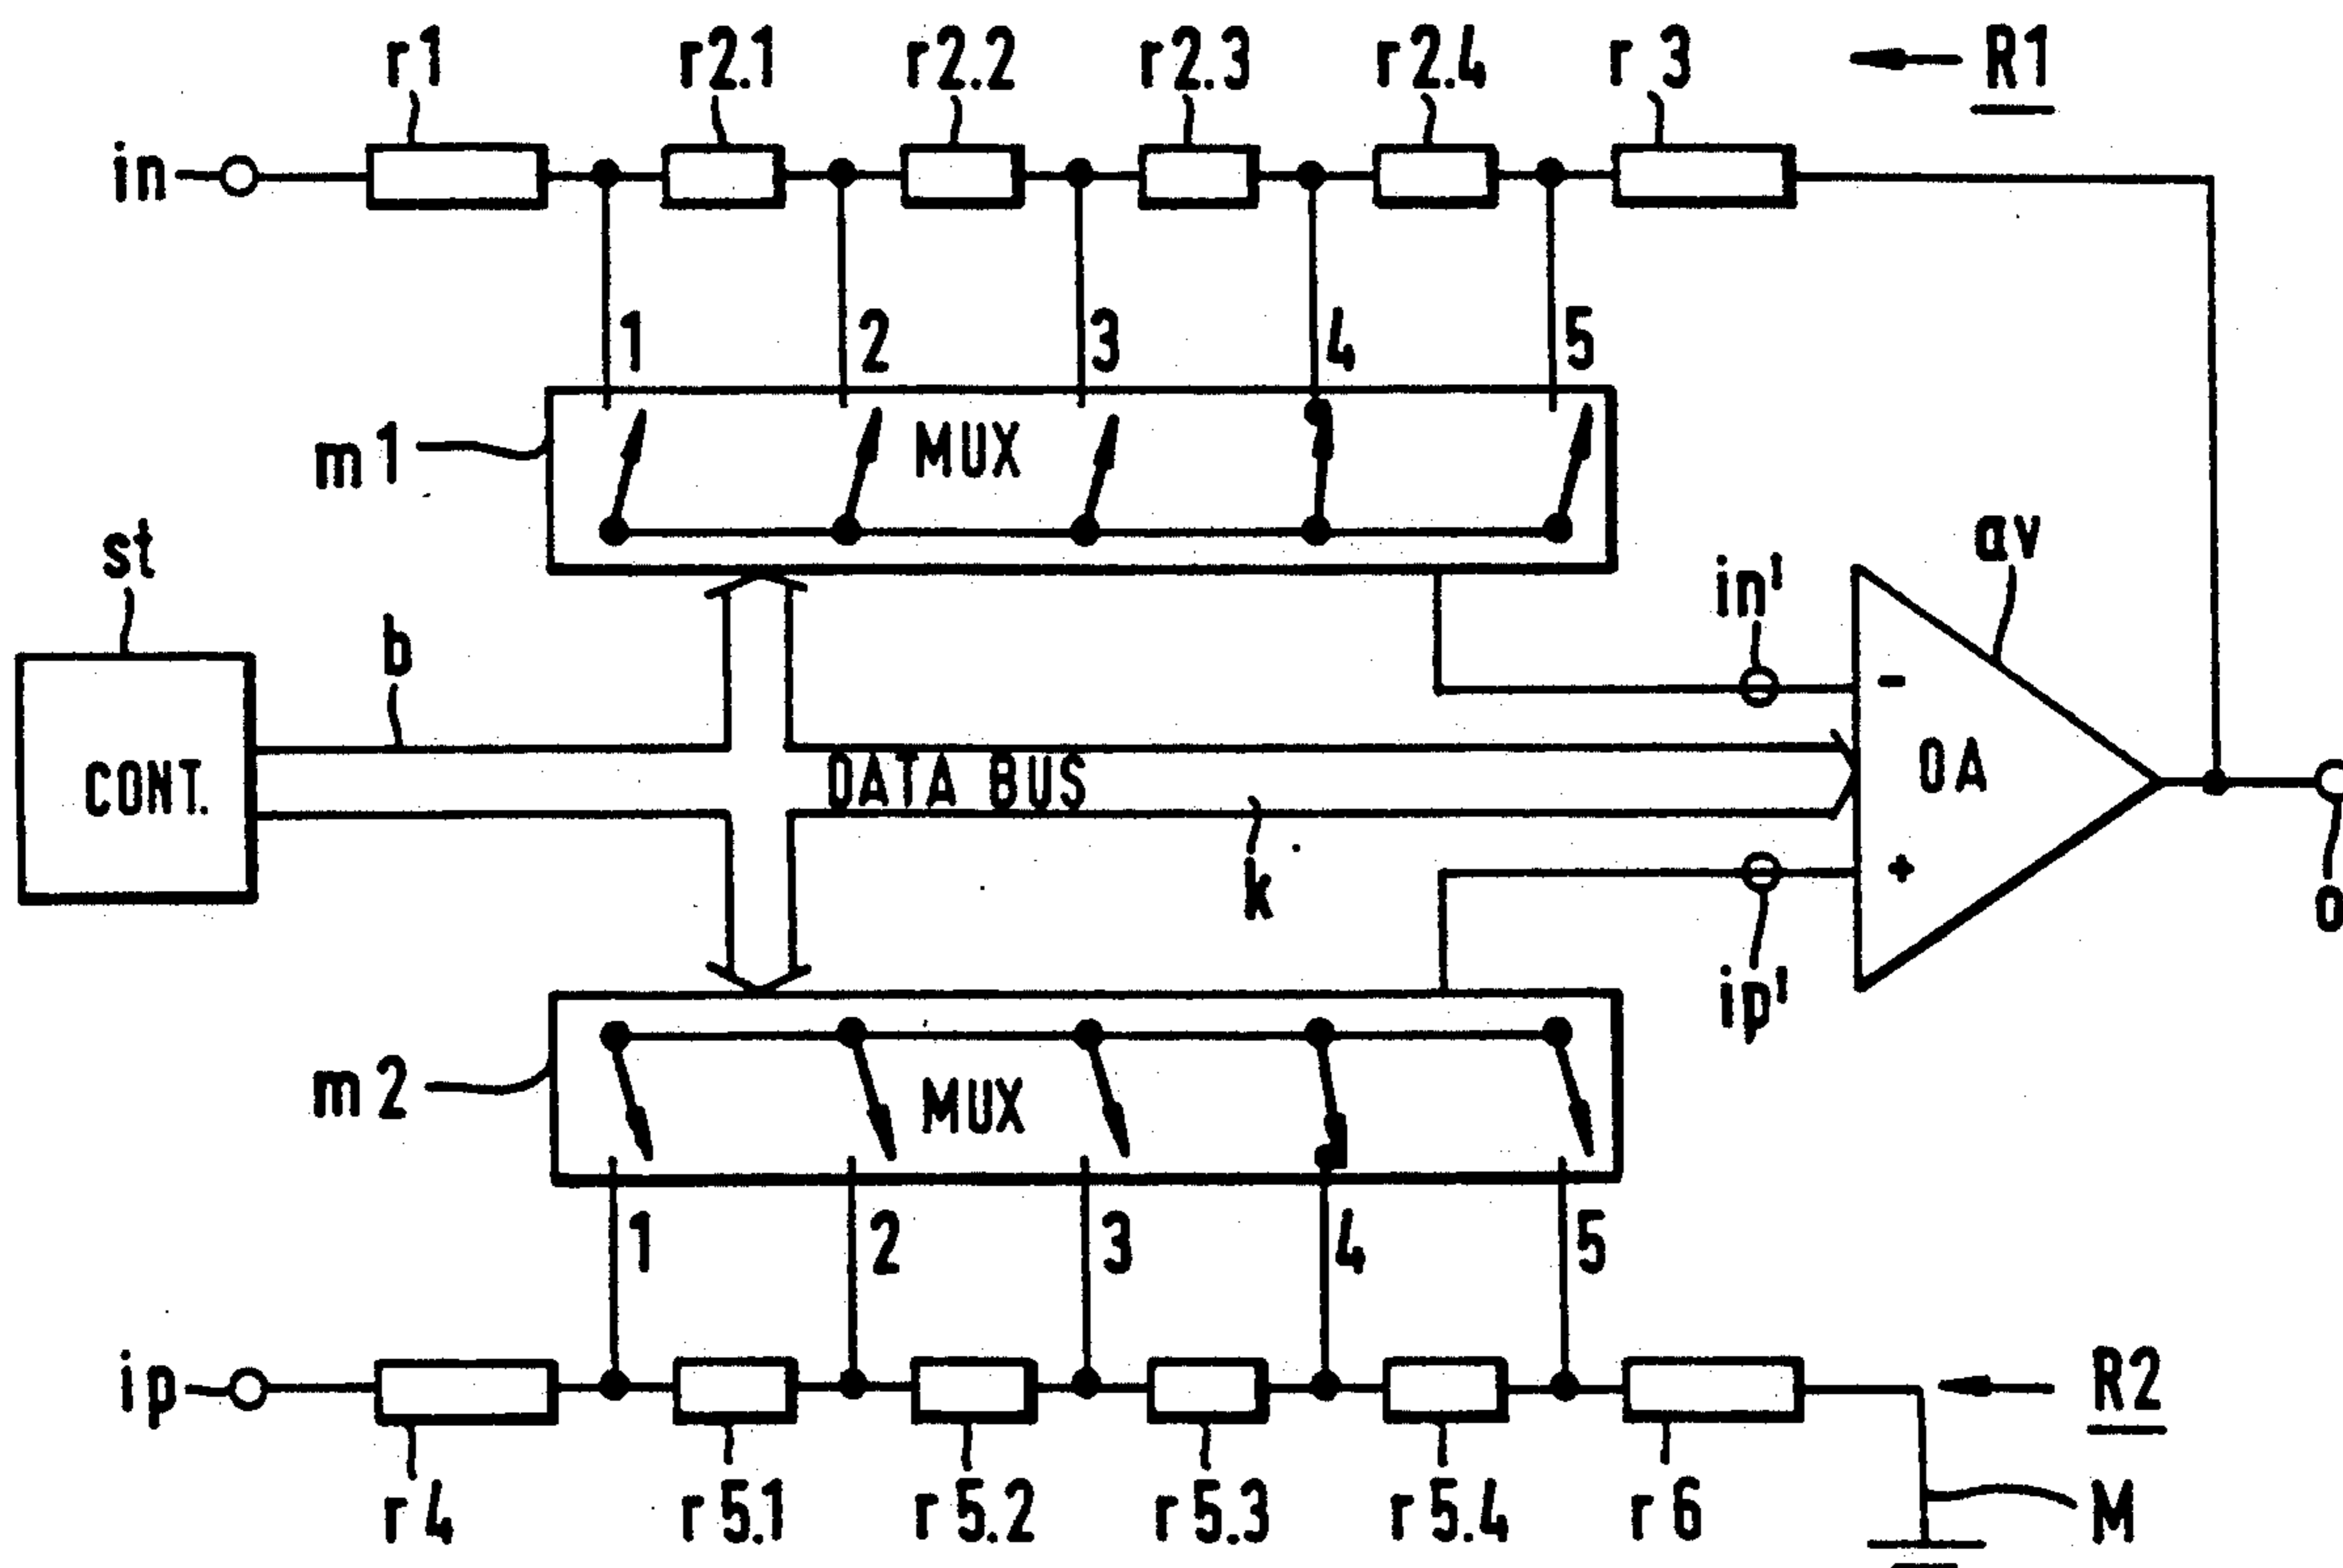 r1 r2.1 r2.2 r2.3 r2.4 r3 R1
in
1 2 3 4 5
m1 MUX
st av
in'
b
-
DATA BUS OA
CONT.
k +
o
ip'
m2 MUX
1 2 3 4 5
ip R2
r4 r5.1 r5.2 r5.3 r5.4 r6 M